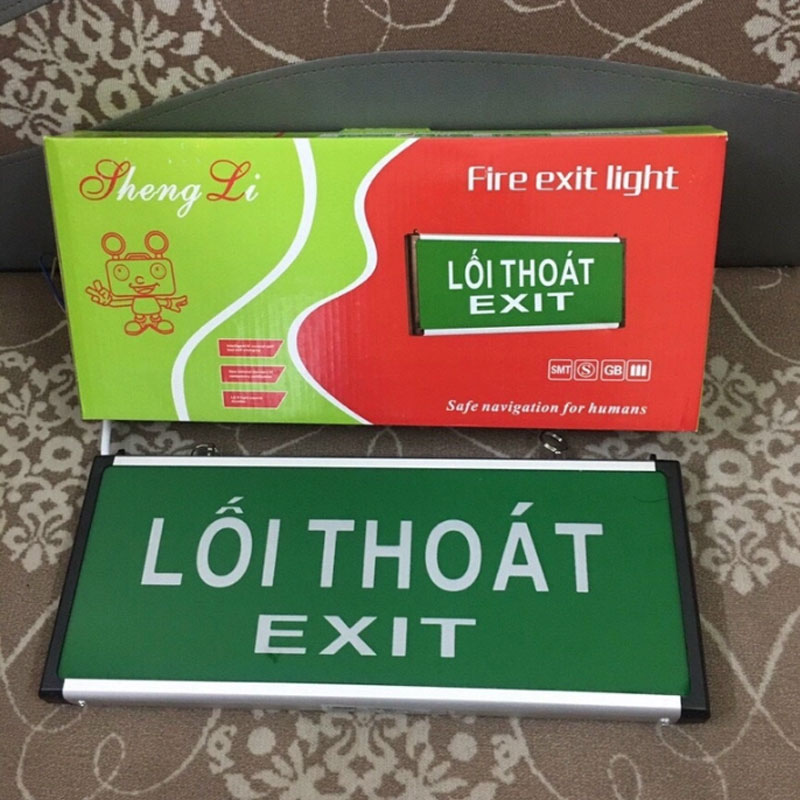 Sheng Li
Fire exit light
LỐI THOÁT
EXIT
SMT S GB
Safe navigation for humans
LỐI THOÁT
EXIT